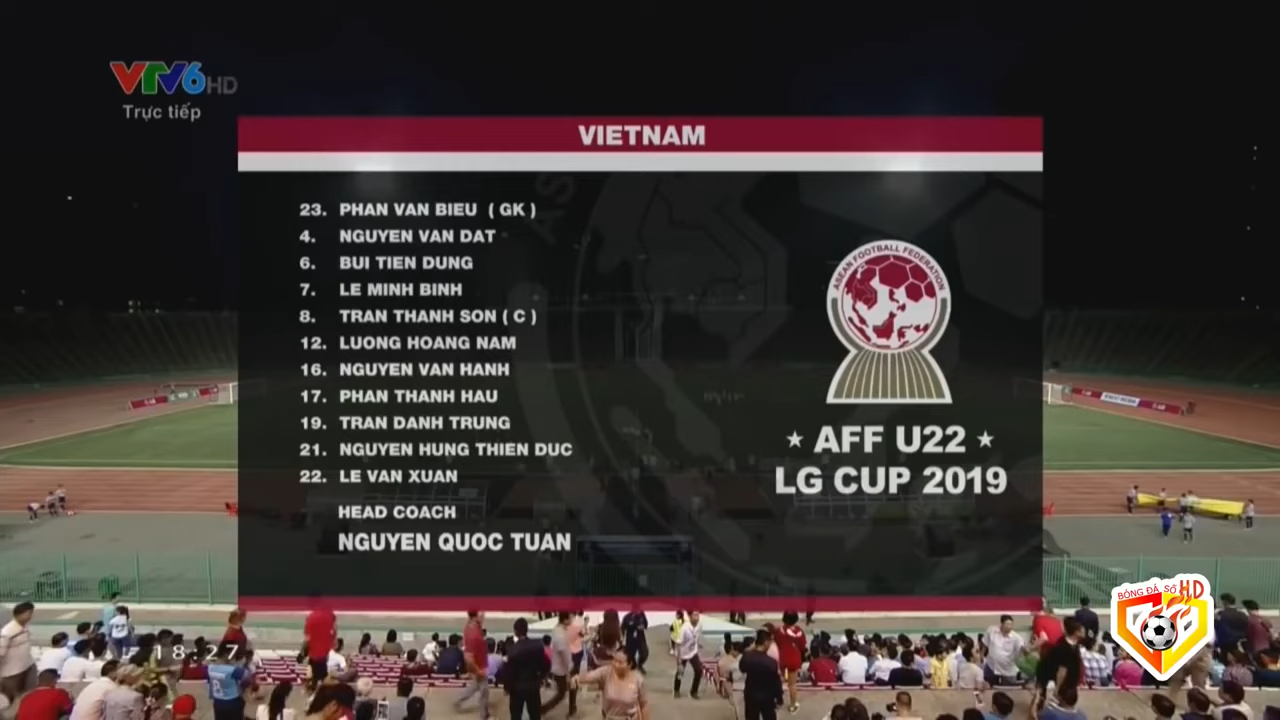 VTV6HD
Trực tiếp
VIETNAM
23. PHAN VAN BIEU ( GK )
4. NGUYEN VAN DAT
6. BUI TIEN DUNG
7. LE MINH BINH
8. TRAN THANH SON ( C )
12. LUONG HOANG NAM
16. NGUYEN VAN HANH
17. PHAN THANH HAU
19. TRAN DANH TRUNG
21. NGUYEN HUNG THIEN DUC
22. LE VAN XUAN
HEAD COACH
NGUYEN QUOC TUAN
ASEAN FOOTBALL FEDERATION
AFF U22
LG CUP 2019
18:27
BÓNG ĐÁ SỐ HD